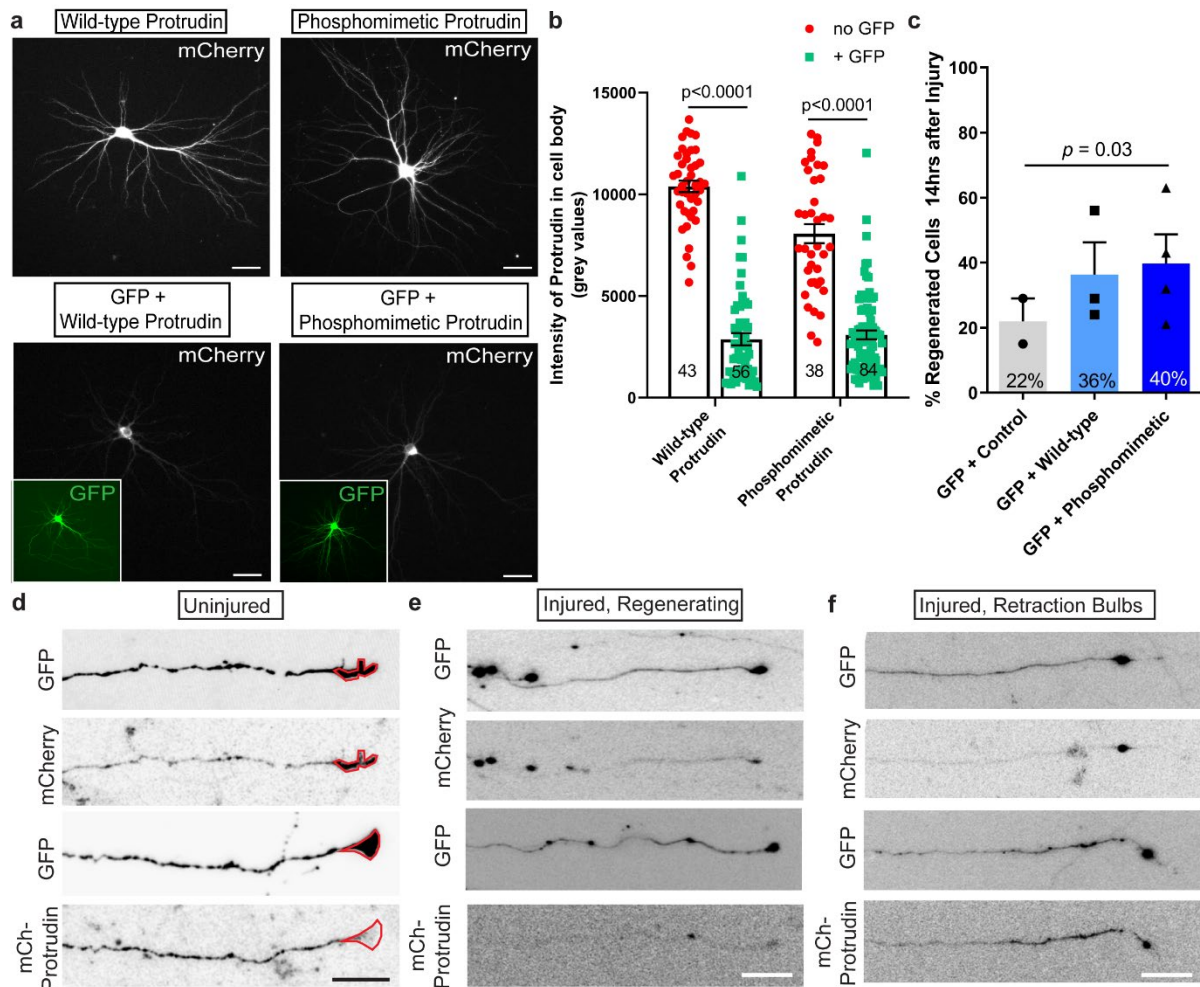 a
Wild-type Protrudin
mCherry
Phosphomimetic Protrudin
mCherry
GFP +
Wild-type Protrudin
mCherry
GFP
GFP +
Phosphomimetic Protrudin
mCherry
GFP
b
no GFP
+ GFP
p<0.0001
p<0.0001
Intensity of Protrudin in cell body
(grey values)
15000
10000
5000
0
43
56
38
84
Wild-type
Protrudin
Phosphomimetic
Protrudin
c
% Regenerated Cells 14hrs after Injury
100
80
60
40
20
0
p = 0.03
22%
36%
40%
GFP + Control
GFP + Wild-type
GFP + Phosphomimetic
d
Uninjured
GFP
mCherry
GFP
mCh-
Protrudin
e
Injured, Regenerating
GFP
mCherry
GFP
mCh-
Protrudin
f
Injured, Retraction Bulbs
GFP
mCherry
GFP
mCh-
Protrudin